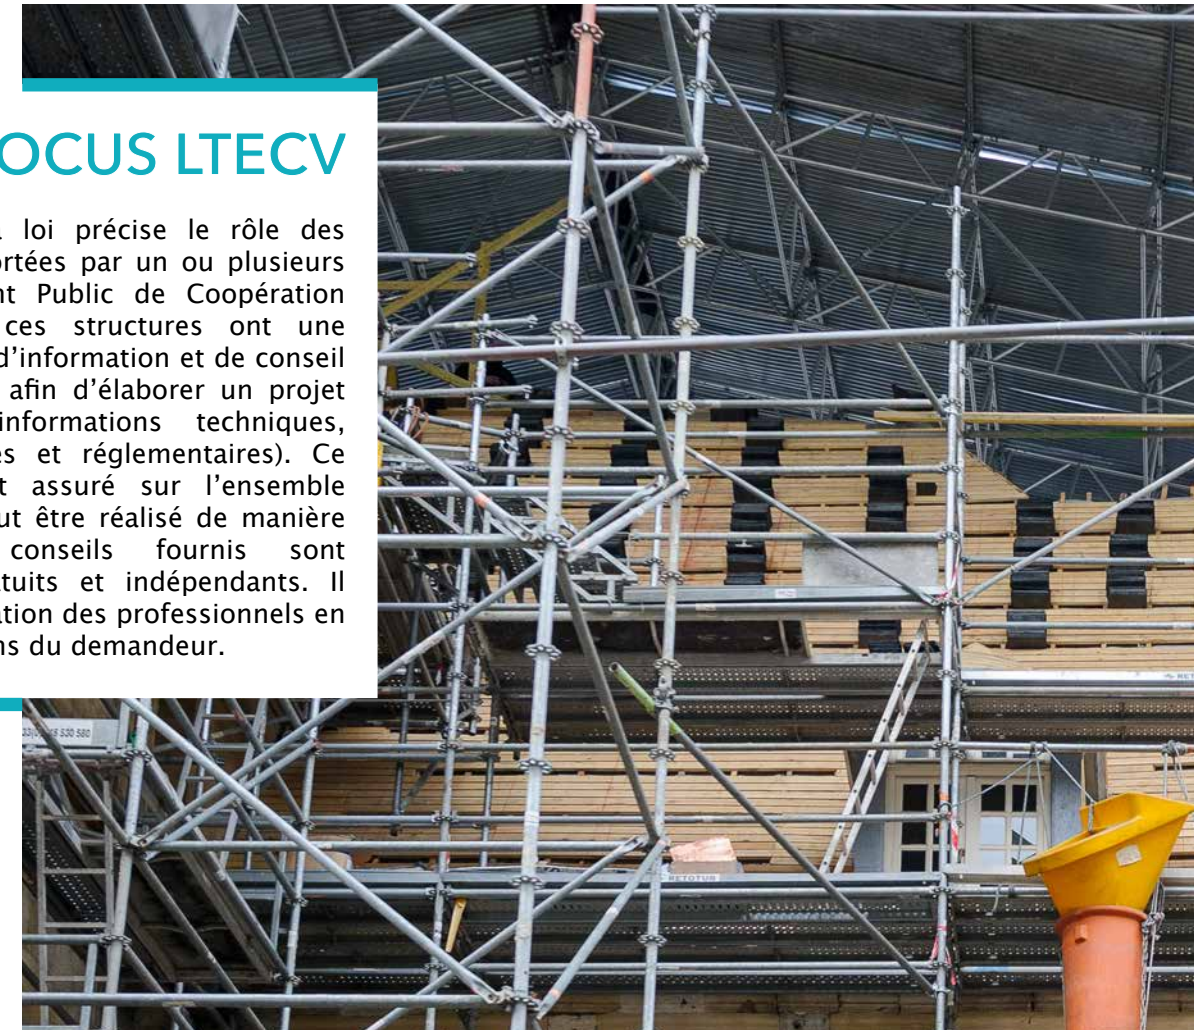 OCUS LTECV
loi précise le rôle des
ortées par un ou plusieurs
nt Public de Coopération
ces structures ont une
d’information et de conseil
afin d’élaborer un projet
informations techniques,
es et réglementaires). Ce
t assuré sur l’ensemble
ut être réalisé de manière
conseils fournis sont
tuits et indépendants. Il
ation des professionnels en
ns du demandeur.
RETOTUB